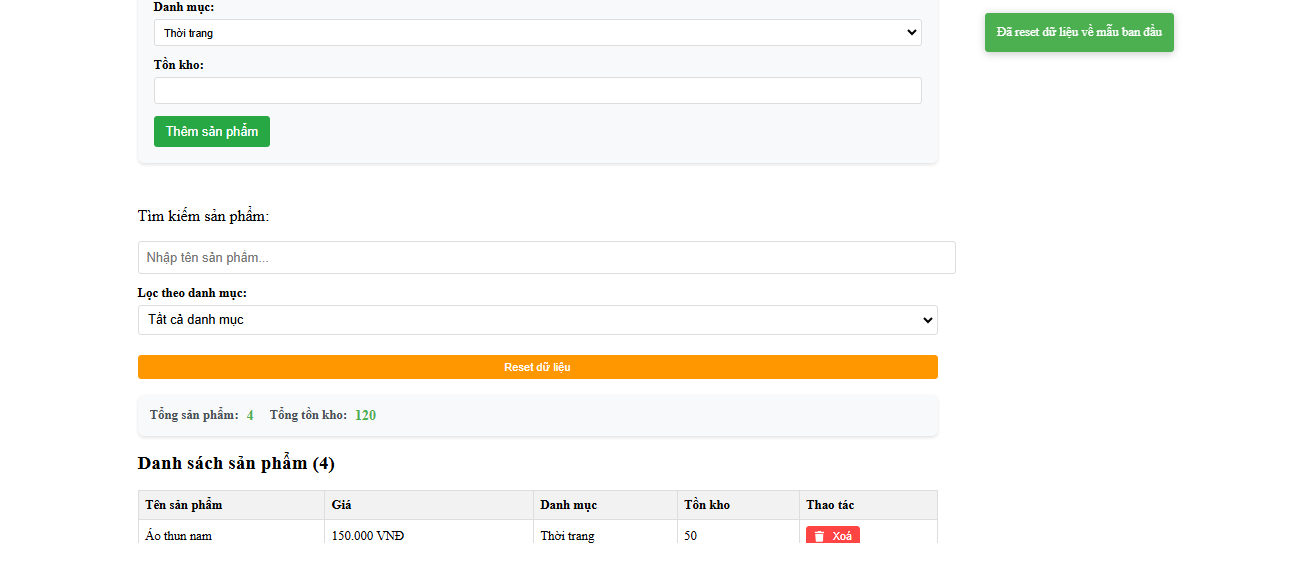 Danh mục:
Thời trang
Đã reset dữ liệu về mẫu ban đầu
Tồn kho:
Thêm sản phẩm
Tìm kiếm sản phẩm:
Nhập tên sản phẩm...
Lọc theo danh mục:
Tất cả danh mục
Reset dữ liệu
Tổng sản phẩm: 4 Tổng tồn kho: 120
Danh sách sản phẩm (4)
Tên sản phẩm Giá Danh mục Tồn kho Thao tác
Áo thun nam 150.000 VNĐ Thời trang 50 Xoá